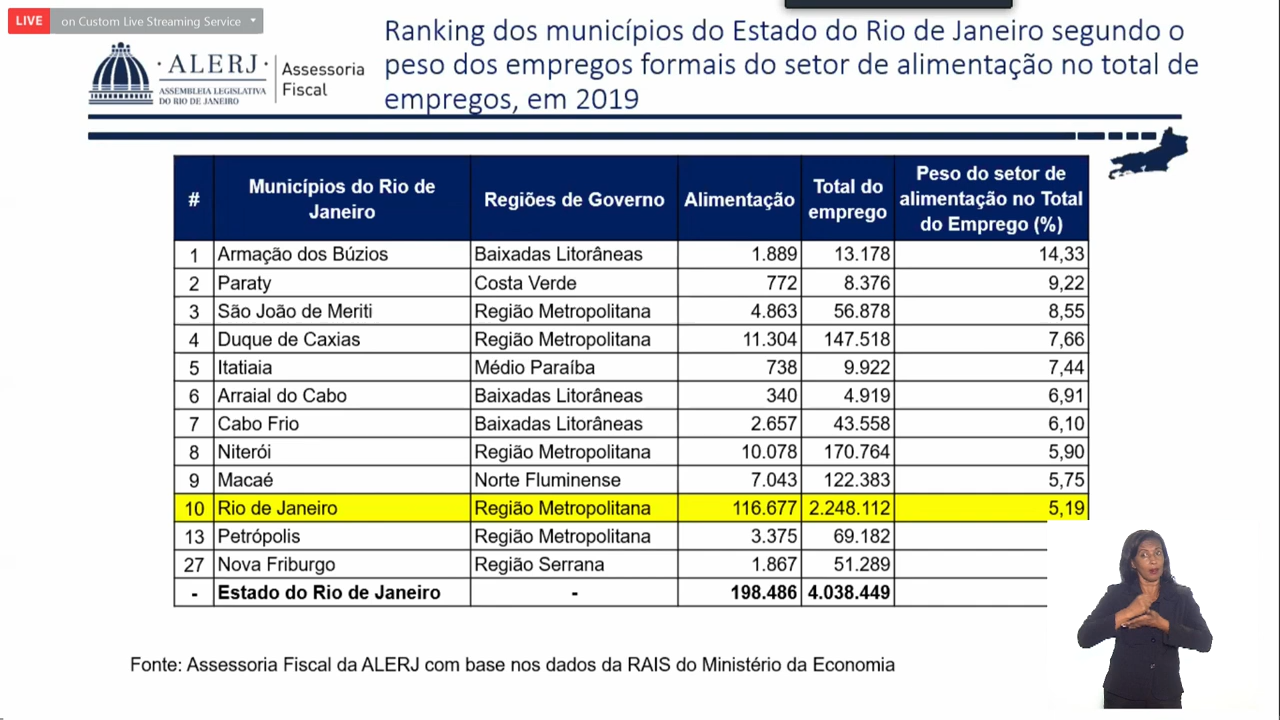 LIVE on Custom Live Streaming Service
Ranking dos municípios do Estado do Rio de Janeiro segundo o
peso dos empregos formais do setor de alimentação no total de
empregos, em 2019
· ALERJ ·
ASSEMBLEIA LEGISLATIVA
DO RIO DE JANEIRO
Assessoria
Fiscal
# Municípios do Rio de Janeiro Regiões de Governo Alimentação Total do emprego Peso do setor de alimentação no Total do Emprego (%)
1 Armação dos Búzios Baixadas Litorâneas 1.889 13.178 14,33
2 Paraty Costa Verde 772 8.376 9,22
3 São João de Meriti Região Metropolitana 4.863 56.878 8,55
4 Duque de Caxias Região Metropolitana 11.304 147.518 7,66
5 Itatiaia Médio Paraíba 738 9.922 7,44
6 Arraial do Cabo Baixadas Litorâneas 340 4.919 6,91
7 Cabo Frio Baixadas Litorâneas 2.657 43.558 6,10
8 Niterói Região Metropolitana 10.078 170.764 5,90
9 Macaé Norte Fluminense 7.043 122.383 5,75
10 Rio de Janeiro Região Metropolitana 116.677 2.248.112 5,19
13 Petrópolis Região Metropolitana 3.375 69.182
27 Nova Friburgo Região Serrana 1.867 51.289
- Estado do Rio de Janeiro - 198.486 4.038.449
Fonte: Assessoria Fiscal da ALERJ com base nos dados da RAIS do Ministério da Economia